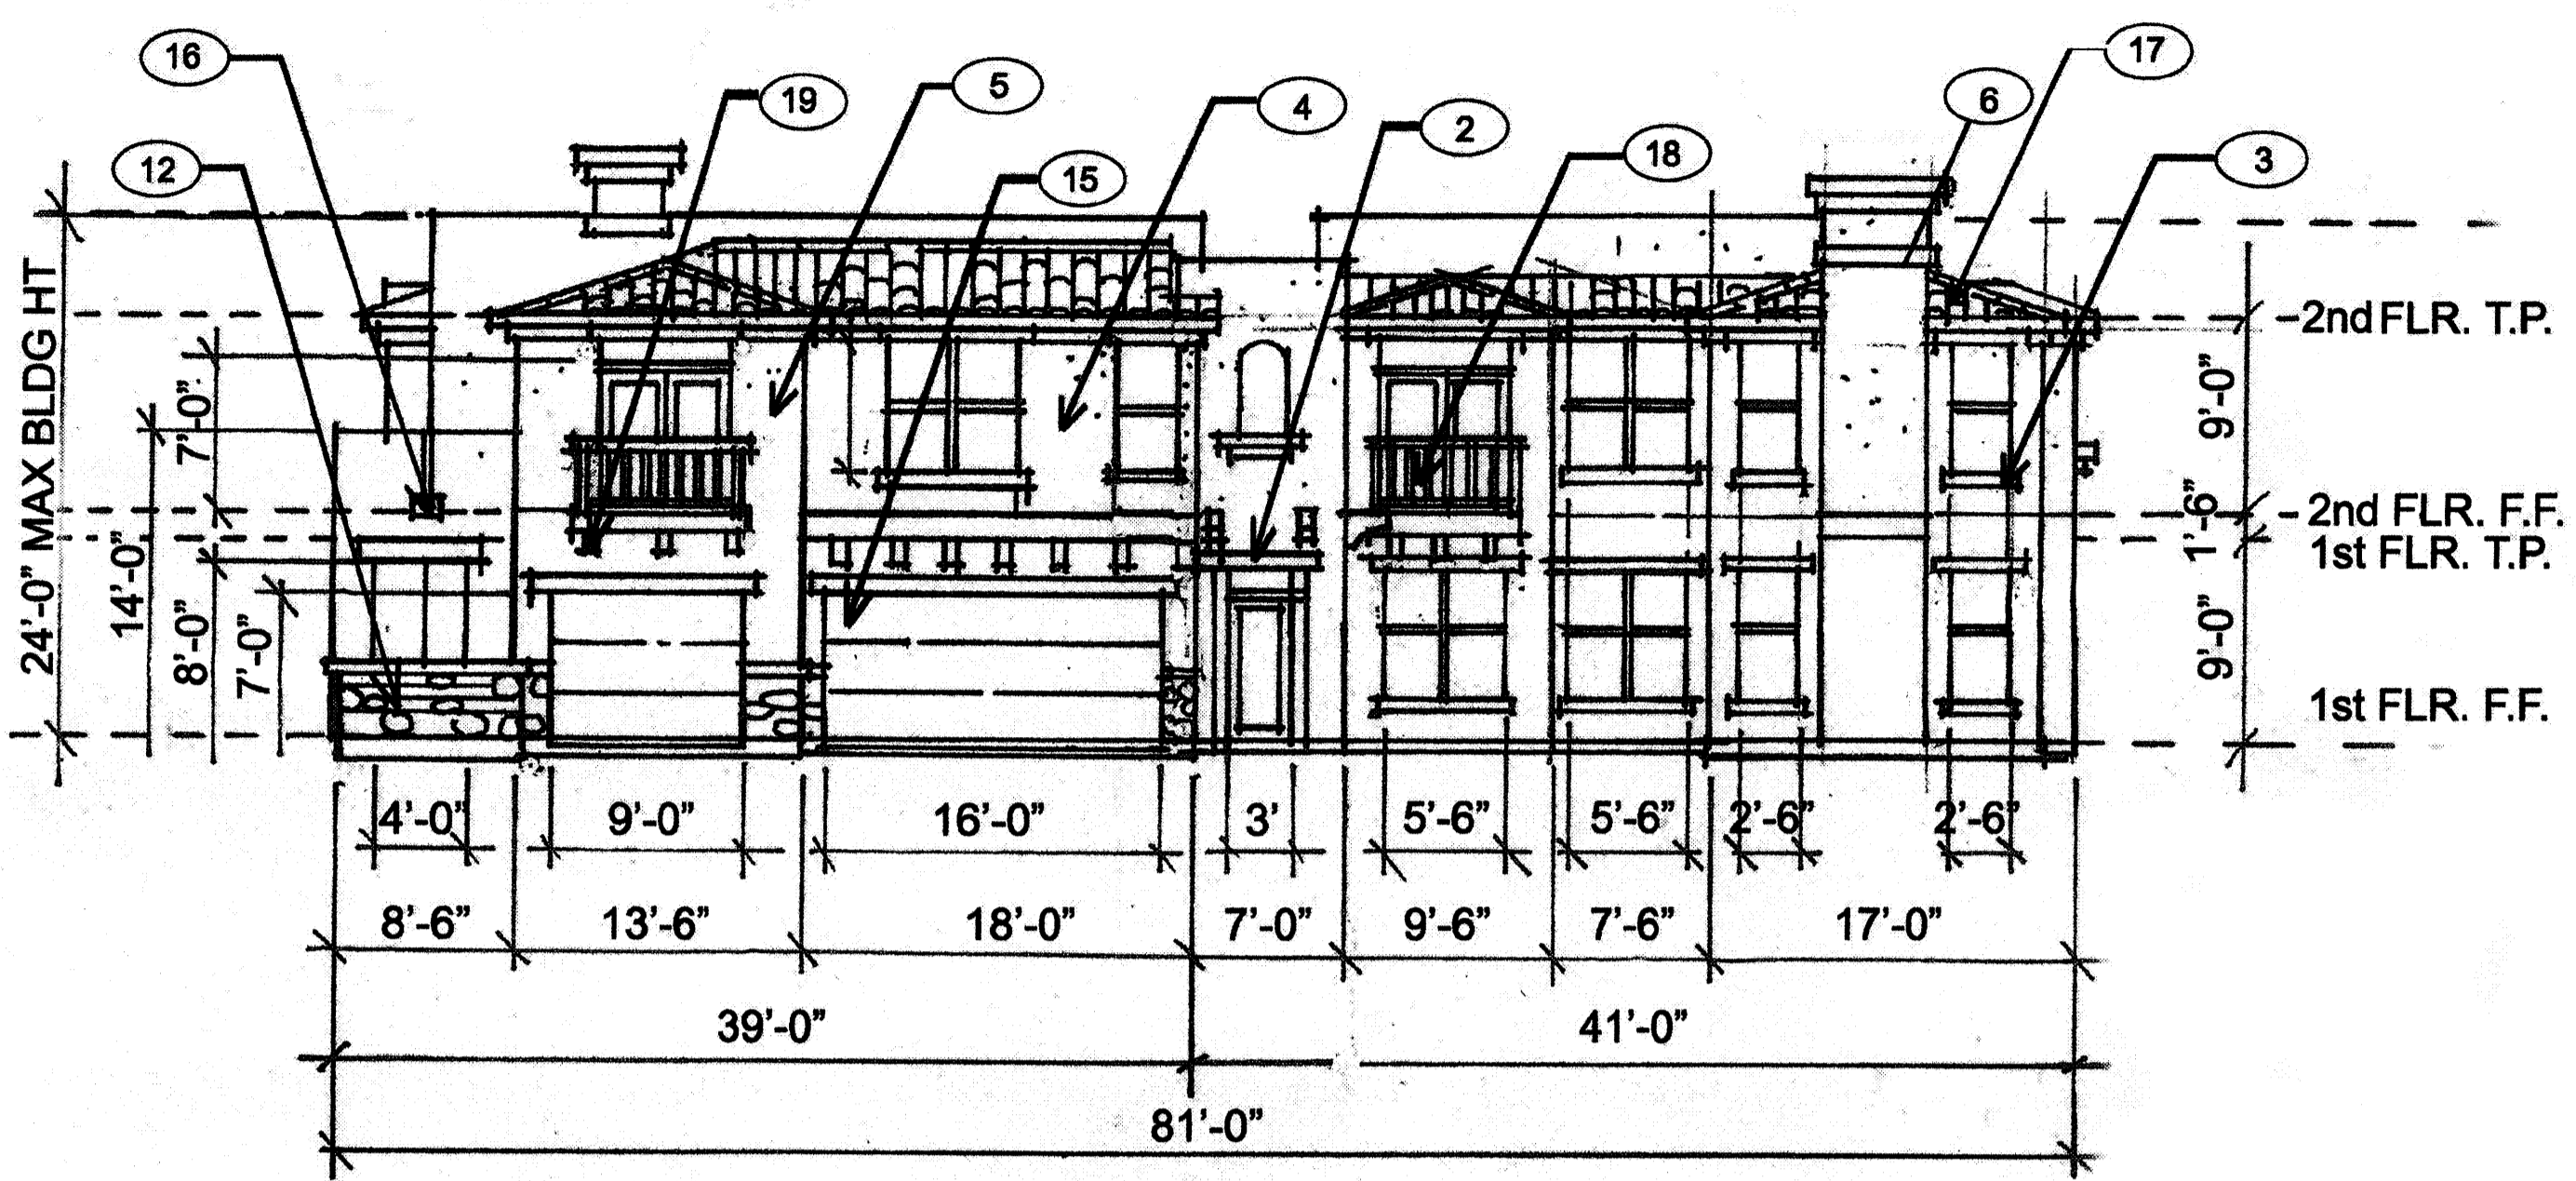 16
12
19
5
15
4
2
18
6
17
3
24'-0" MAX BLDG HT
14'-0"
7'-0"
8'-0"
7'-0"
2nd FLR. T.P.
9'-0"
2nd FLR. F.F.
1'-6"
1st FLR. T.P.
9'-0"
1st FLR. F.F.
4'-0" 9'-0" 16'-0" 3' 5'-6" 5'-6" 2'-6" 2'-6"
8'-6" 13'-6" 18'-0" 7'-0" 9'-6" 7'-6" 17'-0"
39'-0" 41'-0"
81'-0"